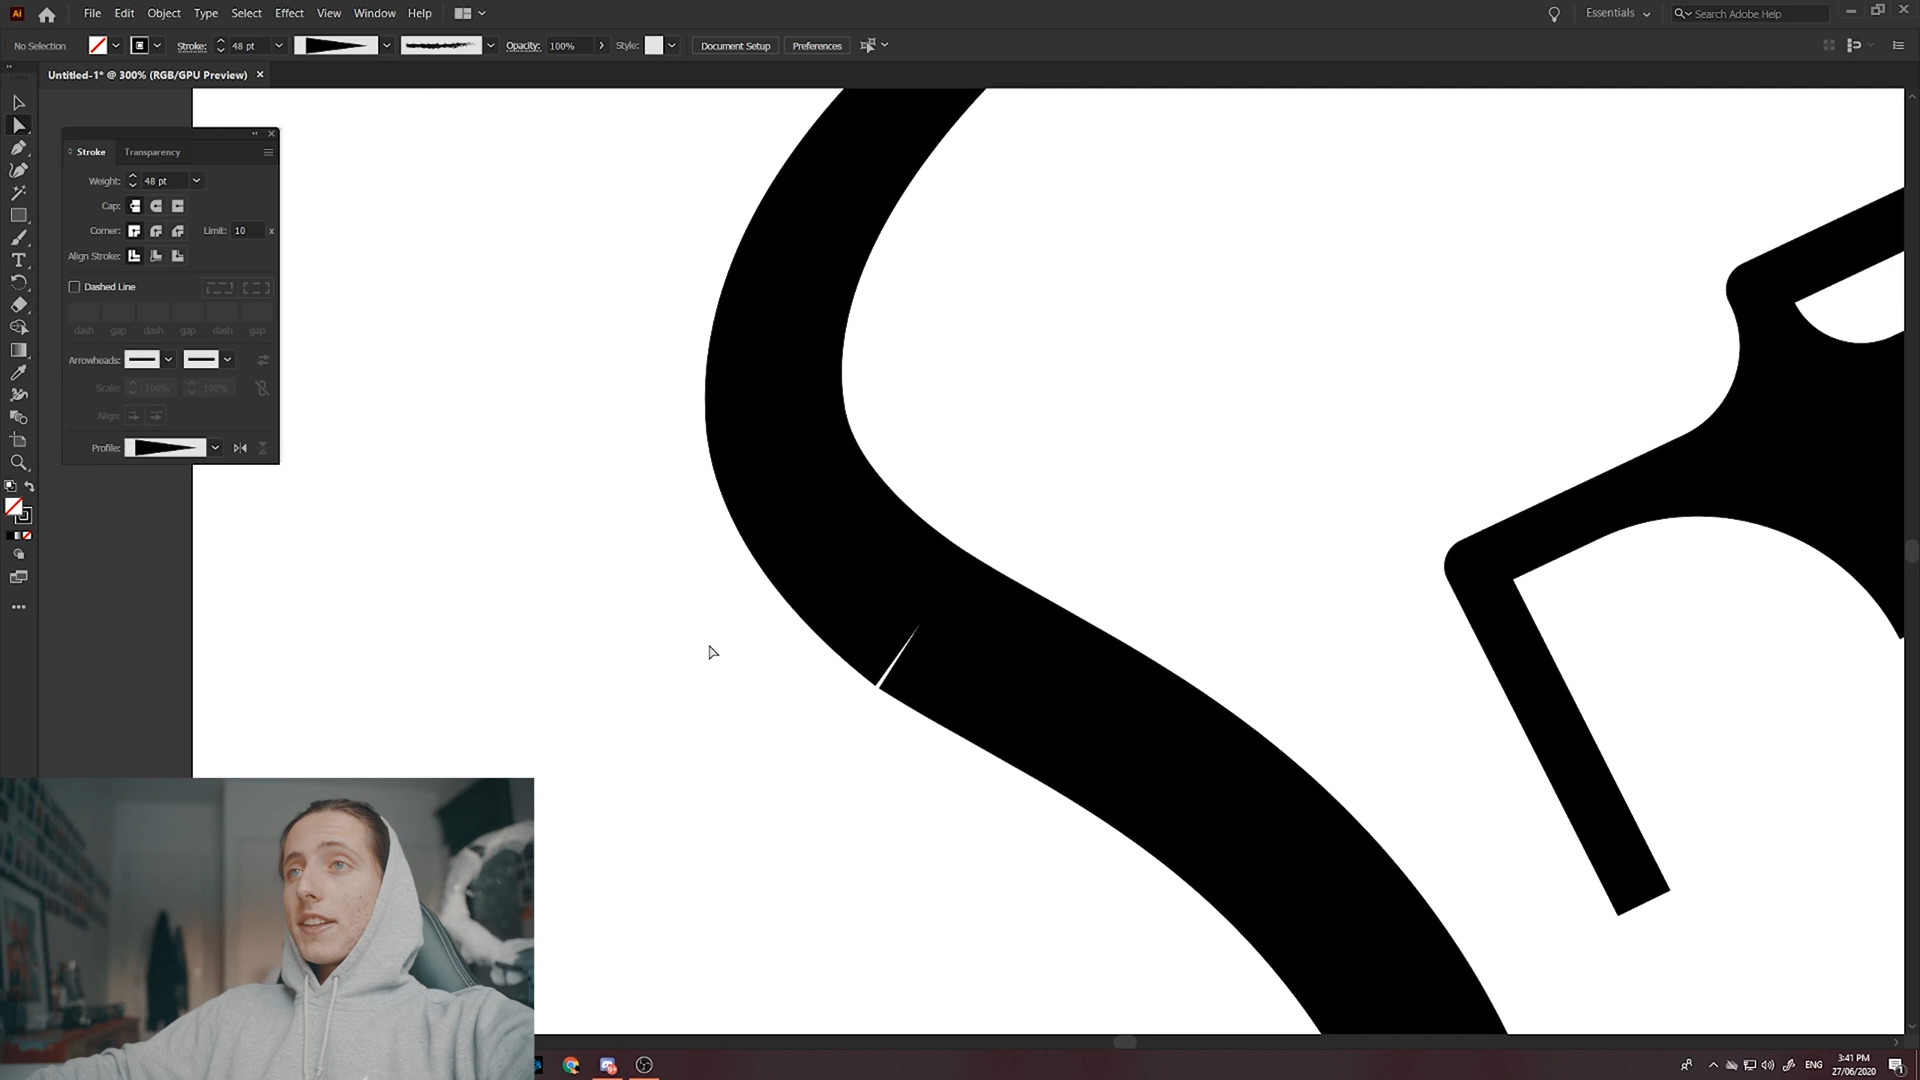 Ai File Edit Object Type Select Effect View Window Help Essentials Search Adobe Help
No Selection Stroke: 48 pt Opacity: 100% Style: Document Setup Preferences
Untitled-1* @ 300% (RGB/GPU Preview)
Stroke Transparency
Weight: 48 pt
Cap:
Corner: Limit: 10 x
Align Stroke:
Dashed Line
dash gap dash gap dash gap
Arrowheads:
Scale: 100% 100%
Align:
Profile:
ENG
3:41 PM
27/06/2020